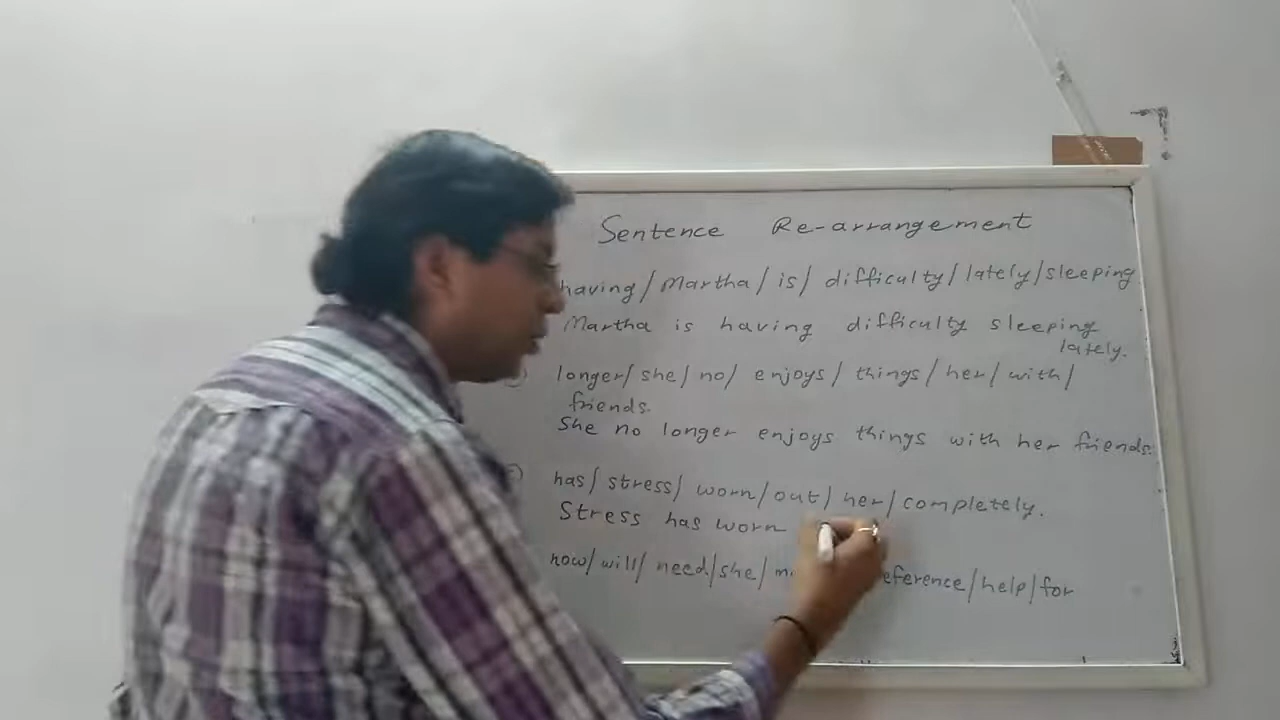 Sentence Re-arrangement
having/Martha/is/difficulty/lately/sleeping
Martha is having difficulty sleeping
lately.
longer/she/no/enjoys/things/her/with/
friends.
She no longer enjoys things with her friends.
has/stress/worn/out/her/completely.
Stress has worn
now/will/need/she/ /help/for